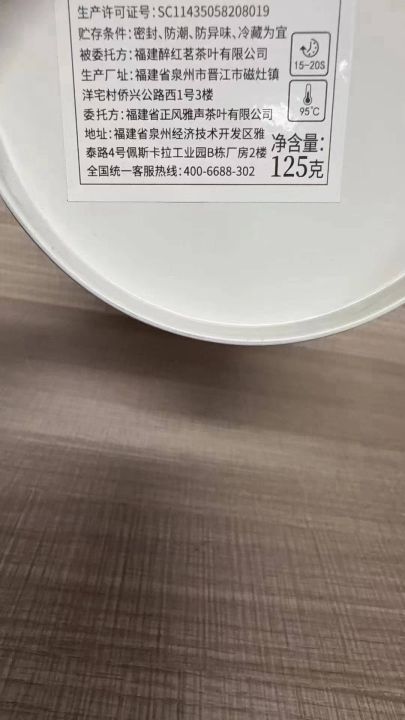 生产许可证号: SC11435058208019
贮存条件: 密封、防潮、防异味、冷藏为宜
被委托方: 福建醉红茗茶叶有限公司
生产厂址: 福建省泉州市晋江市磁灶镇
洋宅村侨兴公路西1号3楼
委托方: 福建省正风雅声茶叶有限公司
地址: 福建省泉州经济技术开发区雅
泰路4号佩斯卡拉工业园B栋厂房2楼
全国统一客服热线: 400-6688-302
15-20S
95℃
净含量:
125克